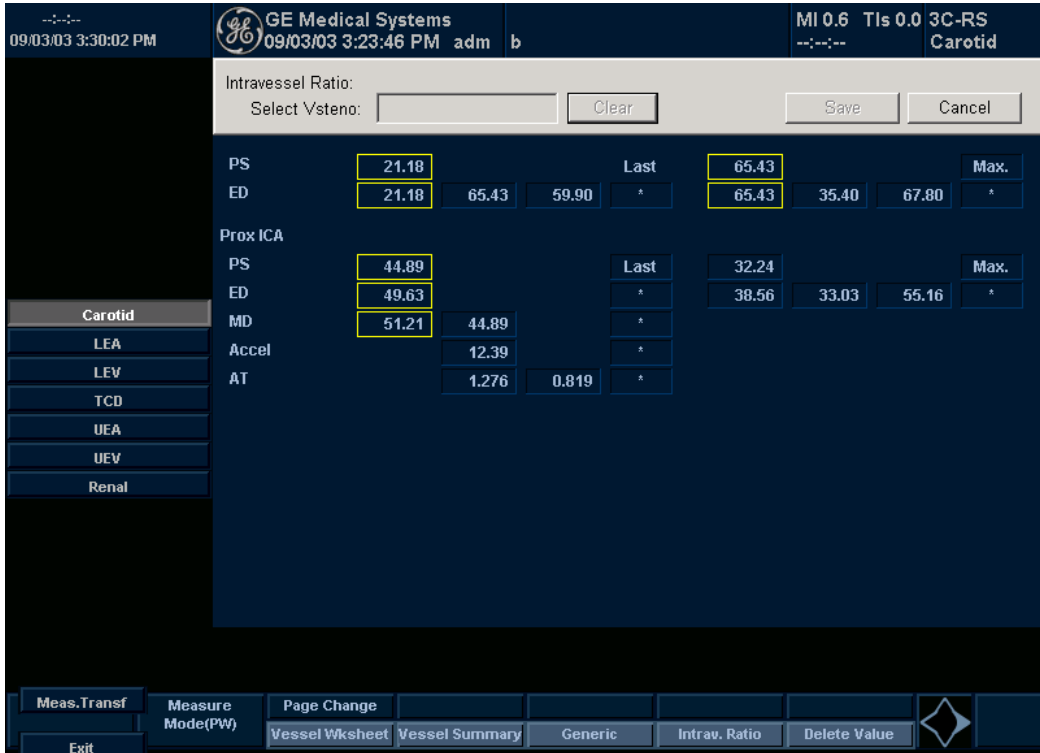 --:--:--
09/03/03 3:30:02 PM
GE GE Medical Systems
09/03/03 3:23:46 PM adm b
MI 0.6 TIs 0.0 3C-RS
--:--:-- Carotid
Intravessel Ratio:
Select Vsteno: Clear Save Cancel
PS 21.18 Last 65.43 Max.
ED 21.18 65.43 59.90 * 65.43 35.40 67.80 *
Prox ICA
PS 44.89 Last 32.24 Max.
ED 49.63 * 38.56 33.03 55.16 *
MD 51.21 44.89 *
Accel 12.39 *
AT 1.276 0.819 *
Carotid
LEA
LEV
TCD
UEA
UEV
Renal
Meas.Transf
Exit
Measure
Mode(PW)
Page Change
Vessel Wksheet Vessel Summary Generic Intrav. Ratio Delete Value